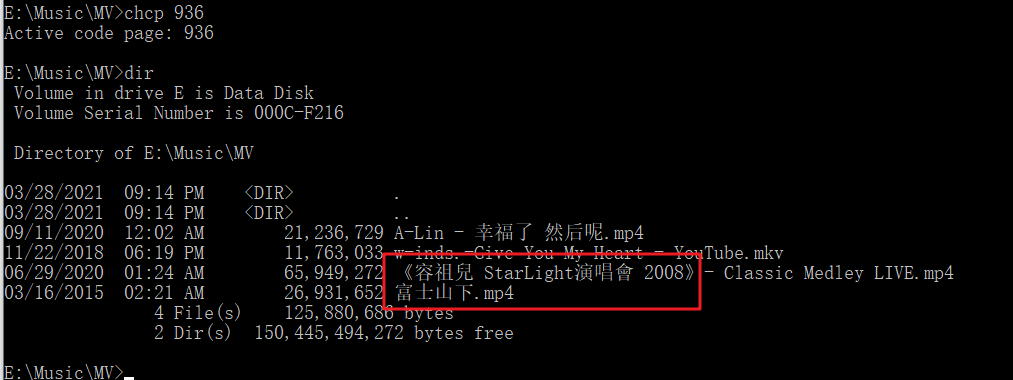 E:\Music\MV>chcp 936
Active code page: 936
E:\Music\MV>dir
 Volume in drive E is Data Disk
 Volume Serial Number is 000C-F216
 Directory of E:\Music\MV
03/28/2021  09:14 PM    <DIR>          .
03/28/2021  09:14 PM    <DIR>          ..
09/11/2020  12:02 AM        21,236,729 A-Lin - 幸福了 然后呢.mp4
11/22/2018  06:19 PM        11,763,033 w-inds.-Give You My Heart - YouTube.mkv
06/29/2020  01:24 AM        65,949,272 《容祖兒 StarLight演唱會 2008》- Classic Medley LIVE.mp4
03/16/2015  02:21 AM        26,931,652 富士山下.mp4
               4 File(s)    125,880,686 bytes
               2 Dir(s)  150,445,494,272 bytes free
E:\Music\MV>